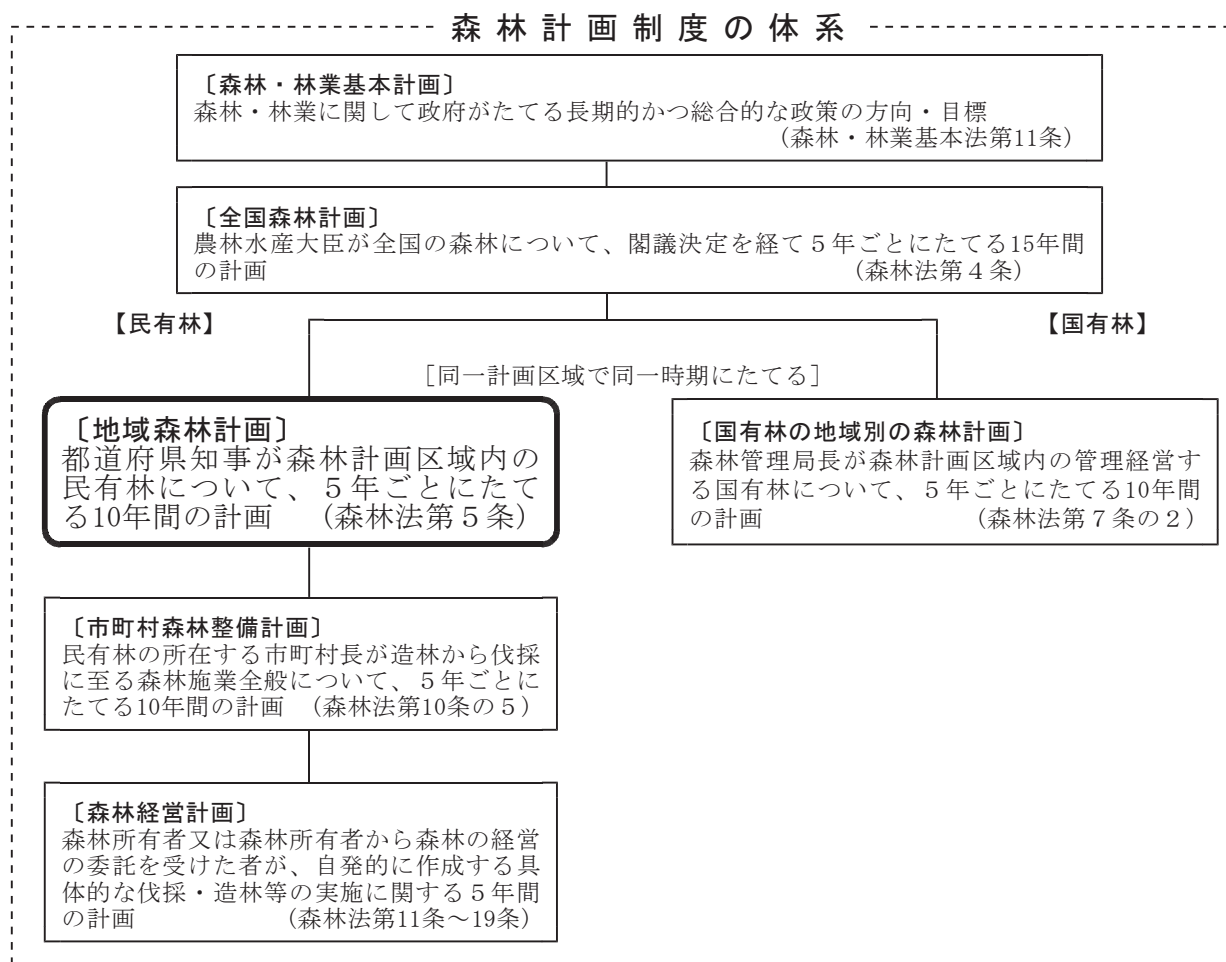 森林計画制度の体系
〔森林・林業基本計画〕
森林・林業に関して政府がたてる長期的かつ総合的な政策の方向・目標
（森林・林業基本法第11条）
〔全国森林計画〕
農林水産大臣が全国の森林について、閣議決定を経て５年ごとにたてる15年間
の計画　（森林法第４条）
【民有林】
【国有林】
［同一計画区域で同一時期にたてる］
〔地域森林計画〕
都道府県知事が森林計画区域内の
民有林について、５年ごとにたて
る10年間の計画　（森林法第５条）
〔国有林の地域別の森林計画〕
森林管理局長が森林計画区域内の管理経営す
る国有林について、５年ごとにたてる10年間
の計画　（森林法第７条の２）
〔市町村森林整備計画〕
民有林の所在する市町村長が造林から伐採
に至る森林施業全般について、５年ごとに
たてる10年間の計画　（森林法第10条の５）
〔森林経営計画〕
森林所有者又は森林所有者から森林の経営
の委託を受けた者が、自発的に作成する具
体的な伐採・造林等の実施に関する５年間
の計画　（森林法第11条～19条）